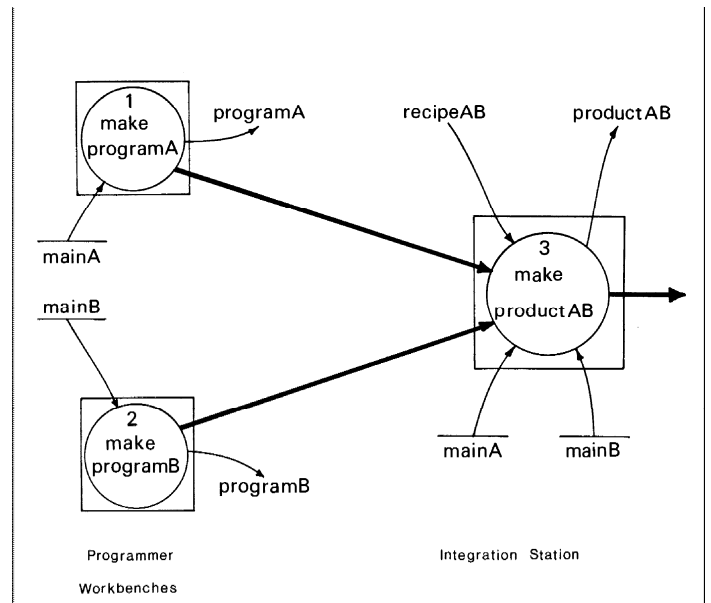 1
make
programA
programA
mainA
mainB
2
make
programB
programB
Programmer
Workbenches
recipeAB
productAB
3
make
productAB
mainA
mainB
Integration Station